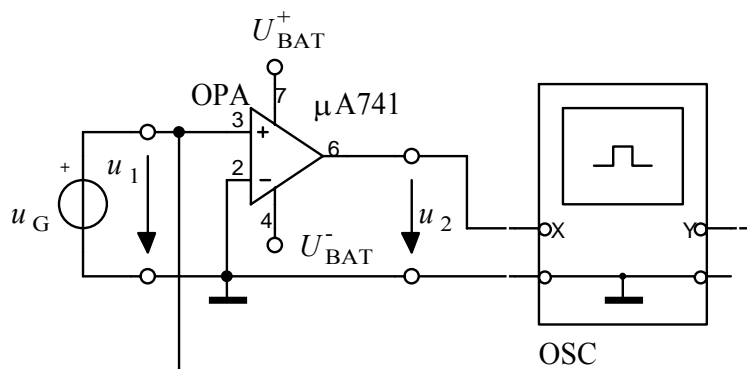 U+BAT
OPA
7
μA741
3
+
6
2
−
4
U-BAT
+
uG
u1
u2
X
Y
OSC